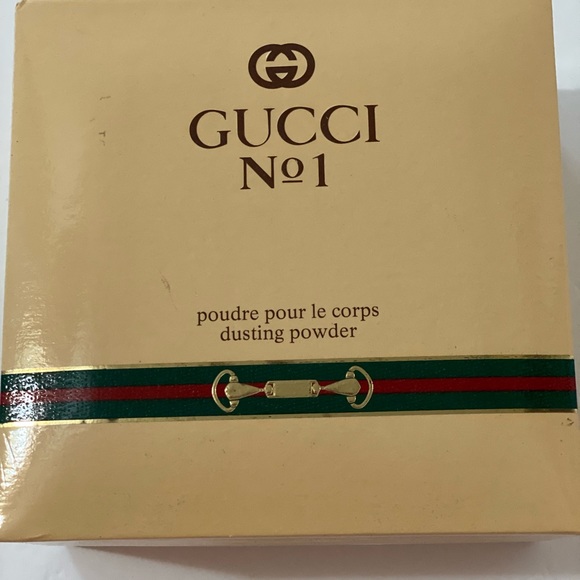 GUCCI
№1
poudre pour le corps
dusting powder